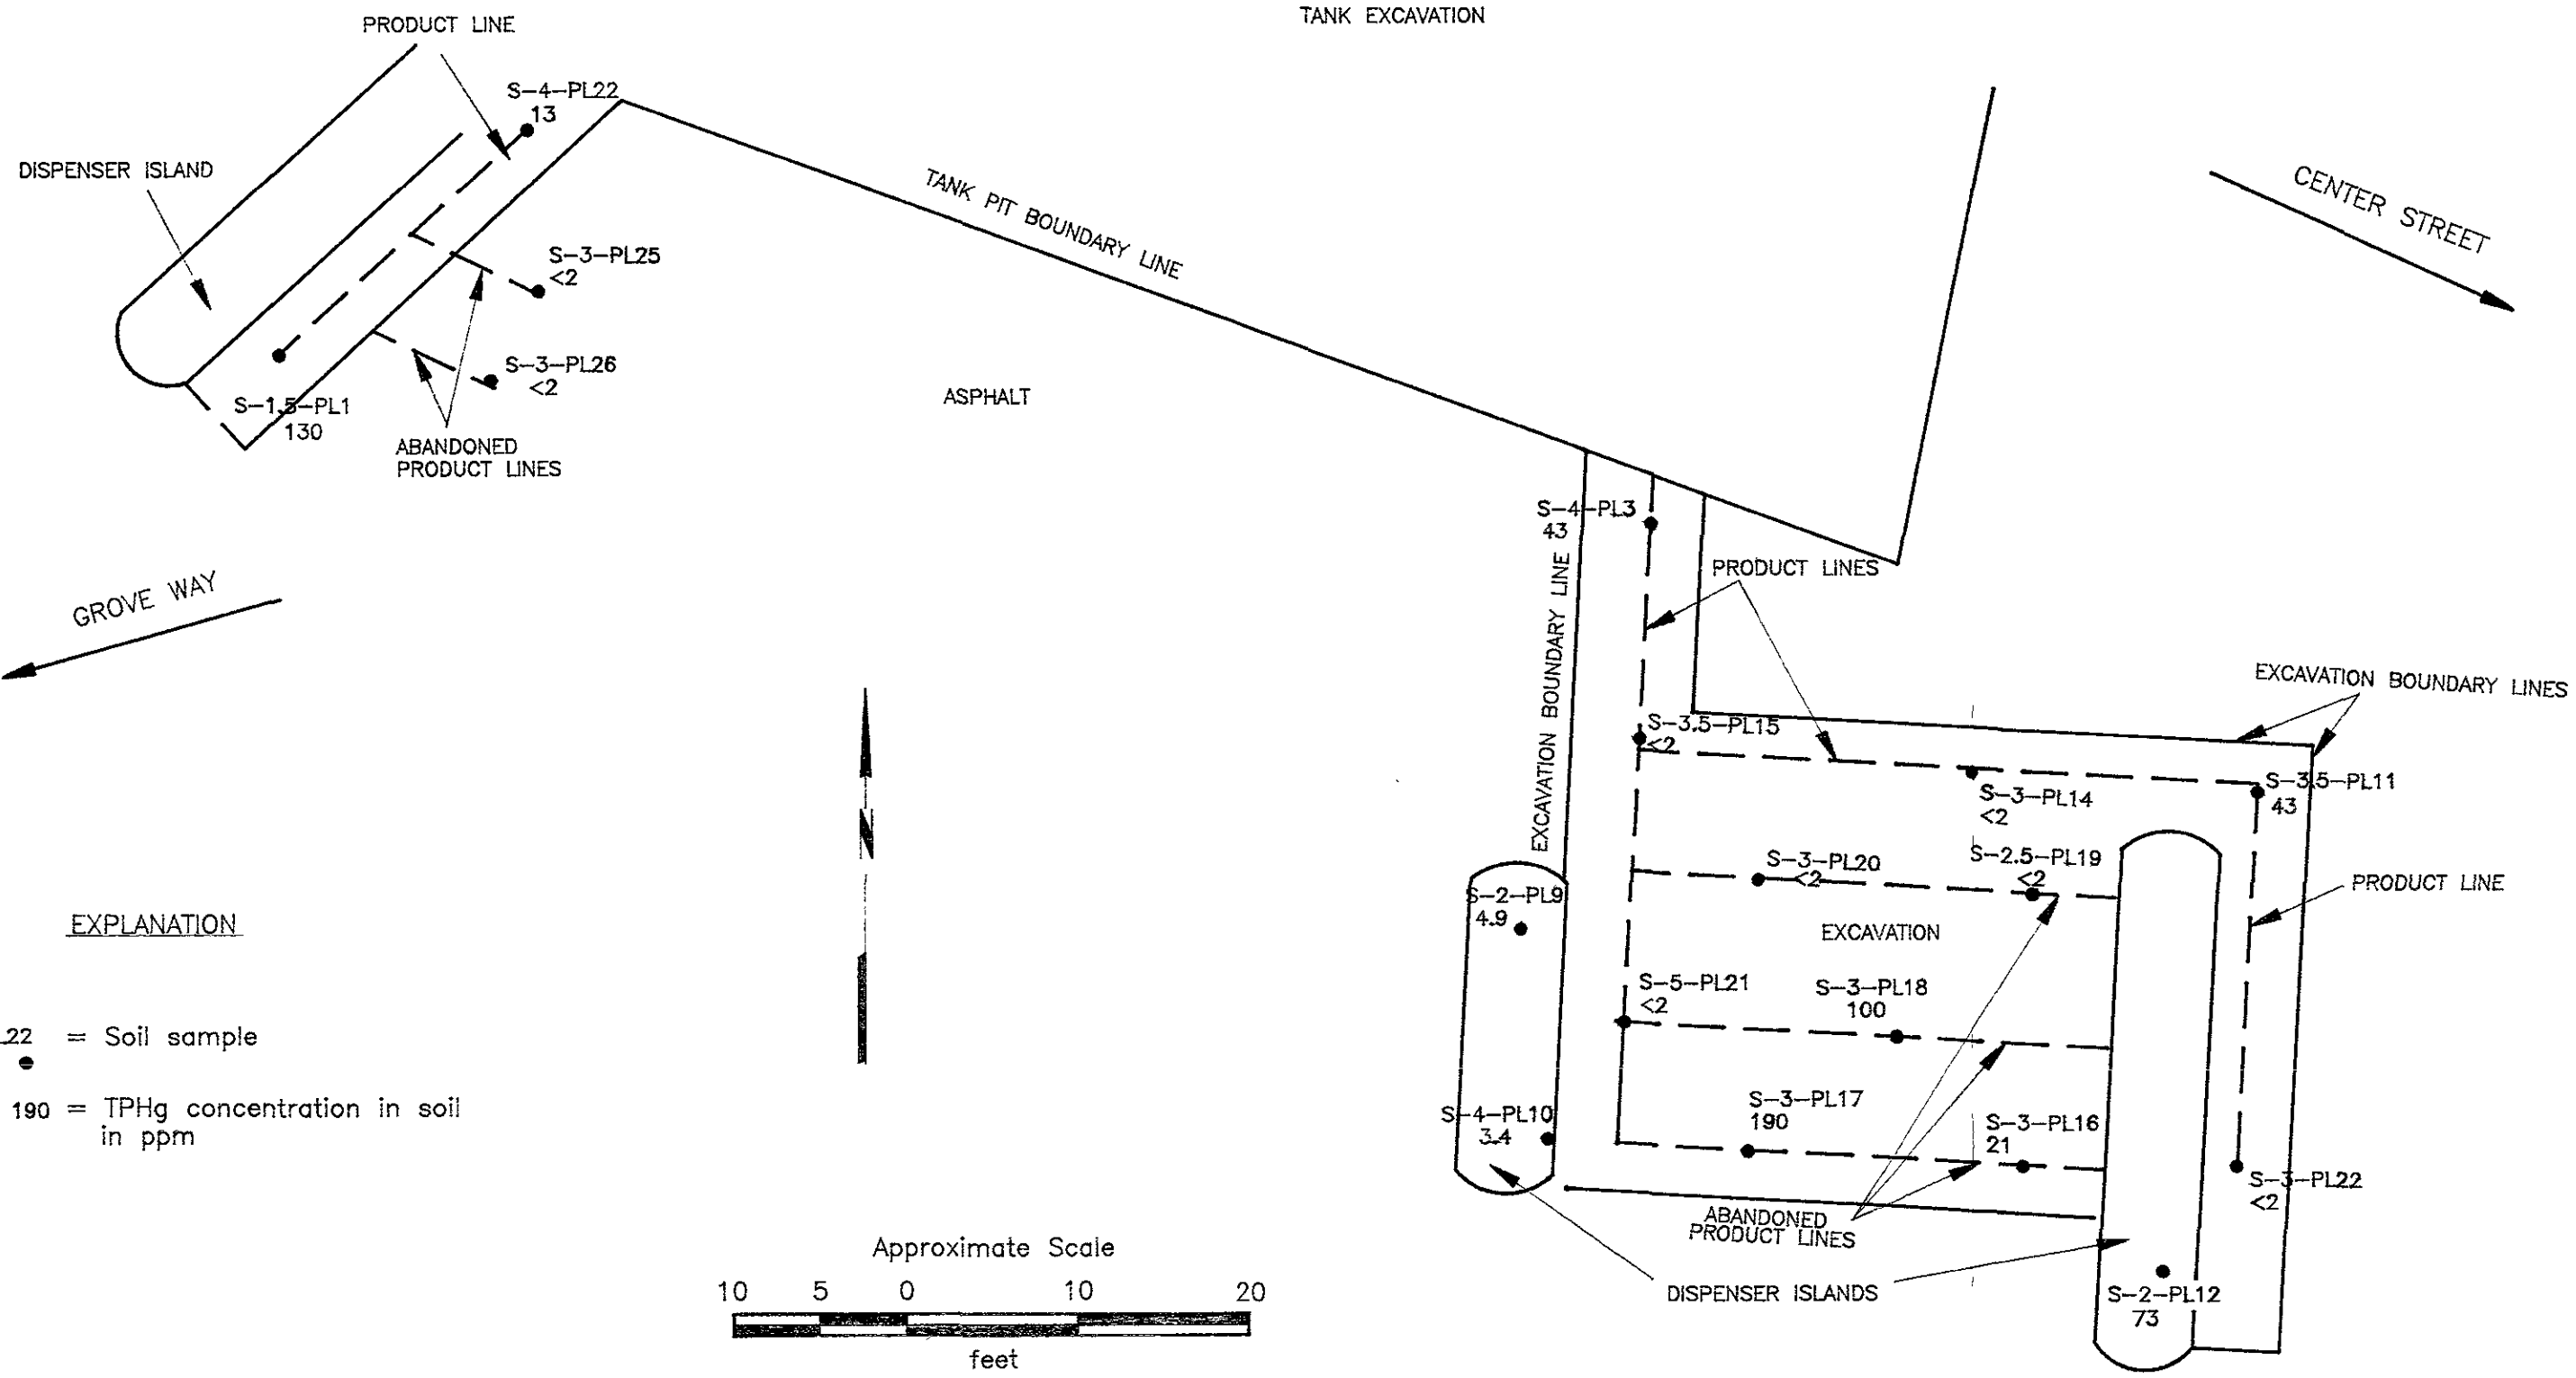 TANK EXCAVATION
PRODUCT LINE
S-4-PL22
13
DISPENSER ISLAND
TANK PIT BOUNDARY LINE
CENTER STREET
S-3-PL25
<2
S-3-PL26
<2
ASPHALT
S-1.5-PL1
130
ABANDONED
PRODUCT LINES
S-4-PL3
43
PRODUCT LINES
GROVE WAY
EXCAVATION BOUNDARY LINE
EXCAVATION BOUNDARY LINES
S-3.5-PL15
<2
S-3-PL14
<2
S-3.5-PL11
43
S-3-PL20
<2
S-2.5-PL19
<2
PRODUCT LINE
S-2-PL9
4.9
EXCAVATION
EXPLANATION
S-5-PL21
<2
S-3-PL18
100
22 = Soil sample
190 = TPHg concentration in soil
in ppm
S-4-PL10
3.4
S-3-PL17
190
S-3-PL16
21
S-3-PL22
<2
ABANDONED
PRODUCT LINES
DISPENSER ISLANDS
S-2-PL12
73
Approximate Scale
10 5 0 10 20
feet
N